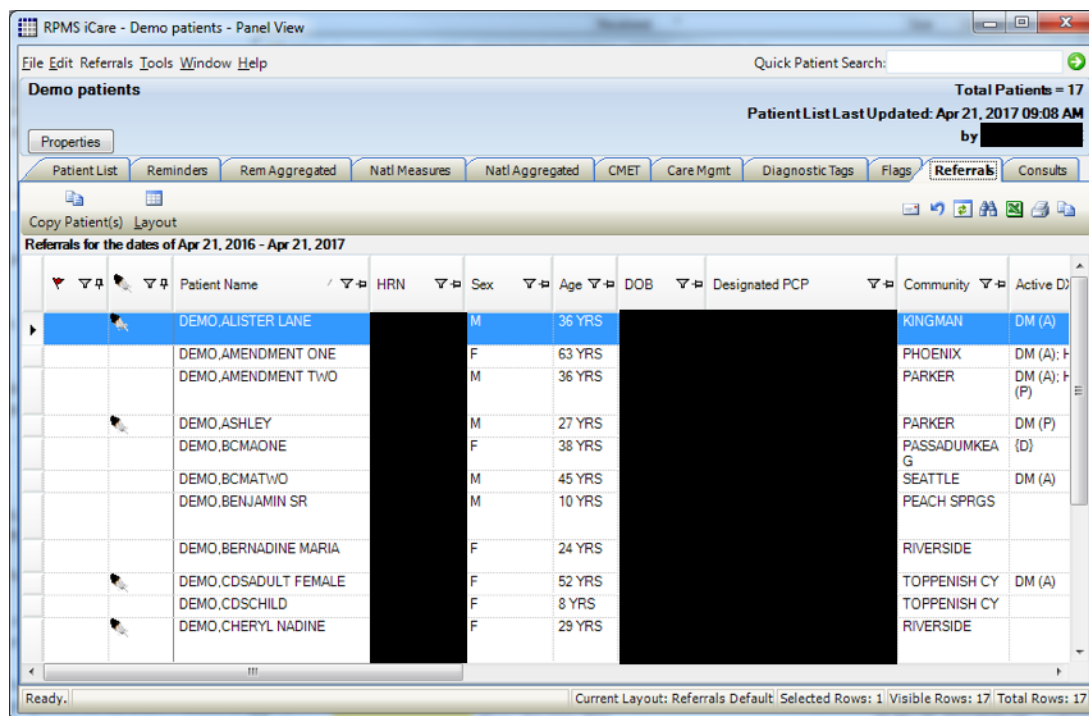 RPMS iCare - Demo patients - Panel View
File Edit Referrals Tools Window Help Quick Patient Search:
Demo patients Total Patients = 17
Patient List Last Updated: Apr 21, 2017 09:08 AM
Properties by
Patient List Reminders Rem Aggregated Natl Measures Natl Aggregated CMET Care Mgmt Diagnostic Tags Flags Referrals Consults
Copy Patient(s) Layout
Referrals for the dates of Apr 21, 2016 - Apr 21, 2017
Patient Name HRN Sex Age DOB Designated PCP Community Active DX
DEMO,ALISTER LANE M 36 YRS KINGMAN DM (A)
DEMO,AMENDMENT ONE F 63 YRS PHOENIX DM (A); H
DEMO,AMENDMENT TWO M 36 YRS PARKER DM (A); H
(P)
DEMO,ASHLEY M 27 YRS PARKER DM (P)
DEMO,BCMAONE F 38 YRS PASSADUMKEA {D}
G
DEMO,BCMATWO M 45 YRS SEATTLE DM (A)
DEMO,BENJAMIN SR M 10 YRS PEACH SPRGS
DEMO,BERNADINE MARIA F 24 YRS RIVERSIDE
DEMO,CDSADULT FEMALE F 52 YRS TOPPENISH CY DM (A)
DEMO,CDSCHILD F 8 YRS TOPPENISH CY
DEMO,CHERYL NADINE F 29 YRS RIVERSIDE
Ready. Current Layout: Referrals Default Selected Rows: 1 Visible Rows: 17 Total Rows: 17